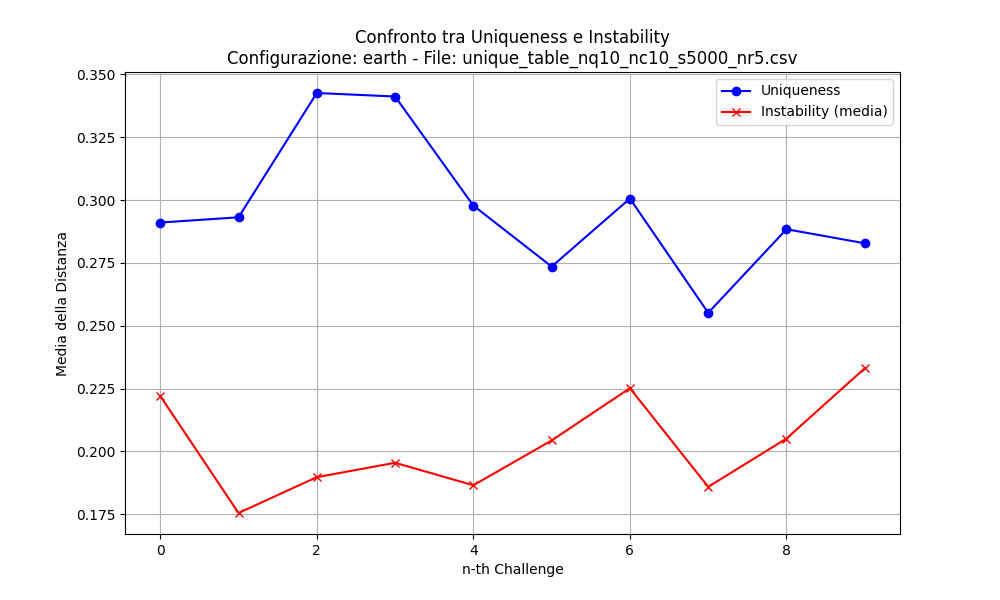 Confronto tra Uniqueness e Instability
Configurazione: earth - File: unique_table_nq10_nc10_s5000_nr5.csv
Uniqueness
Instability (media)
Media della Distanza
0.350
0.325
0.300
0.275
0.250
0.225
0.200
0.175
0 2 4 6 8
n-th Challenge